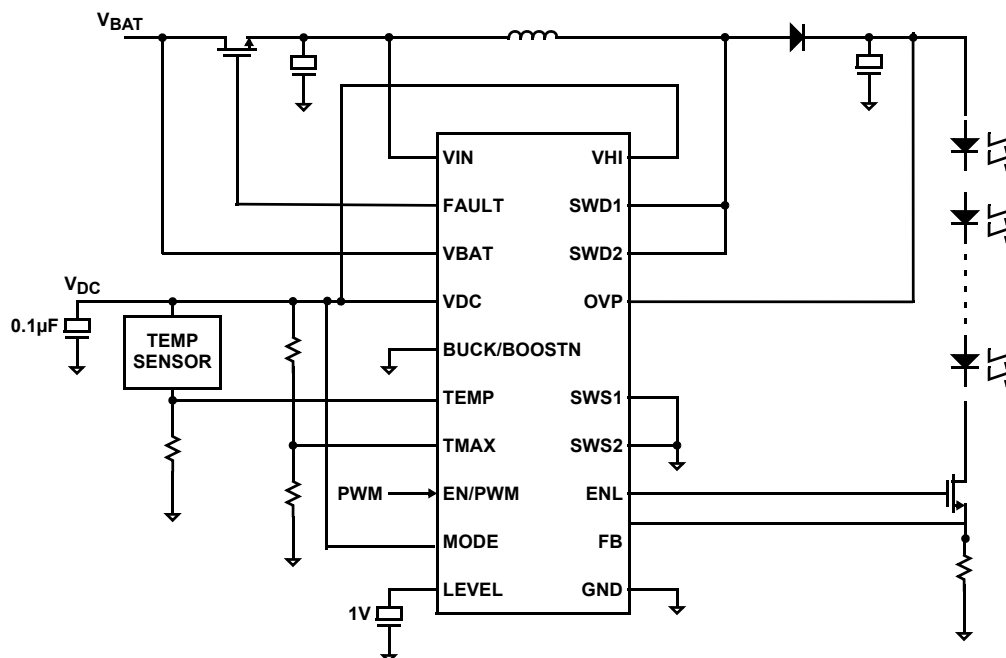 VBAT
VIN
VHI
FAULT
SWD1
VBAT
SWD2
VDC
VDC
OVP
0.1µF
TEMP
SENSOR
BUCK/BOOSTN
TEMP
SWS1
TMAX
SWS2
PWM
EN/PWM
ENL
MODE
FB
LEVEL
GND
1V